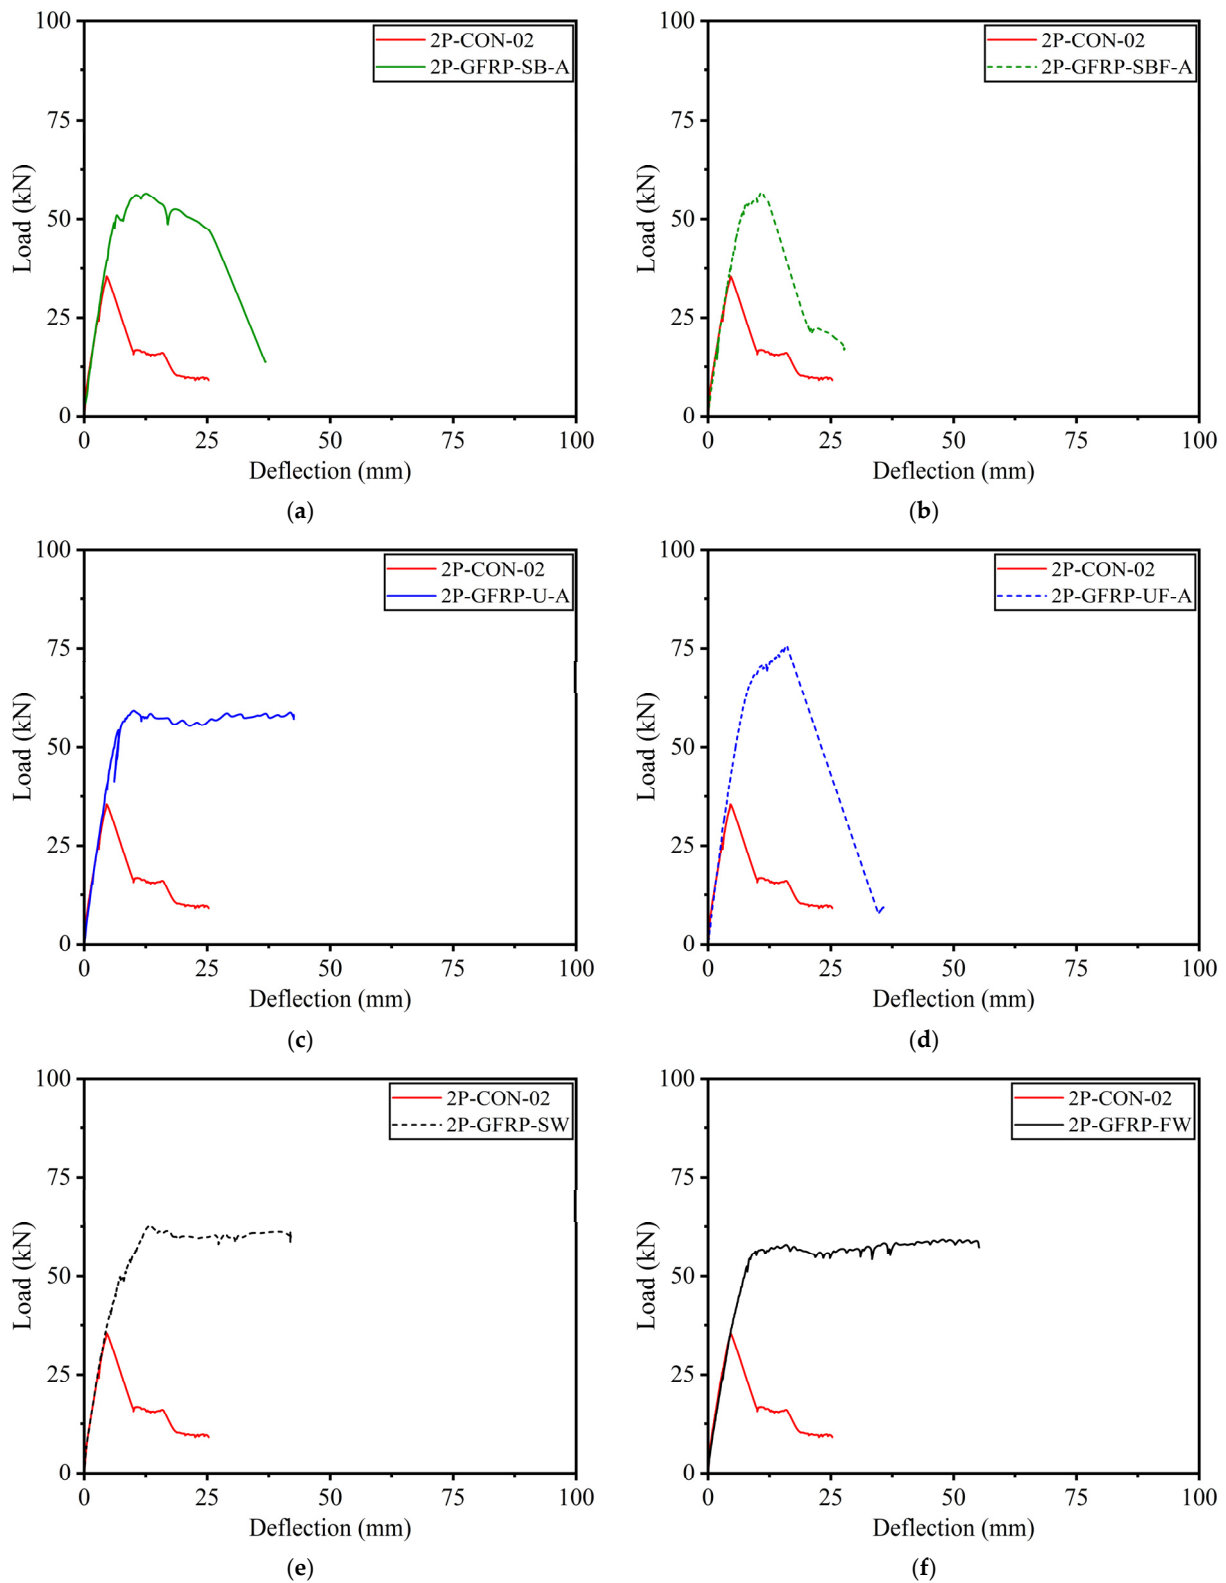 100
75
50
25
0
Load (kN)
2P-CON-02
2P-GFRP-SB-A
0 25 50 75 100
Deflection (mm)
(a)
100
75
50
25
0
Load (kN)
2P-CON-02
2P-GFRP-SBF-A
0 25 50 75 100
Deflection (mm)
(b)
100
75
50
25
0
Load (kN)
2P-CON-02
2P-GFRP-U-A
0 25 50 75 100
Deflection (mm)
(c)
100
75
50
25
0
Load (kN)
2P-CON-02
2P-GFRP-UF-A
0 25 50 75 100
Deflection (mm)
(d)
100
75
50
25
0
Load (kN)
2P-CON-02
2P-GFRP-SW
0 25 50 75 100
Deflection (mm)
(e)
100
75
50
25
0
Load (kN)
2P-CON-02
2P-GFRP-FW
0 25 50 75 100
Deflection (mm)
(f)